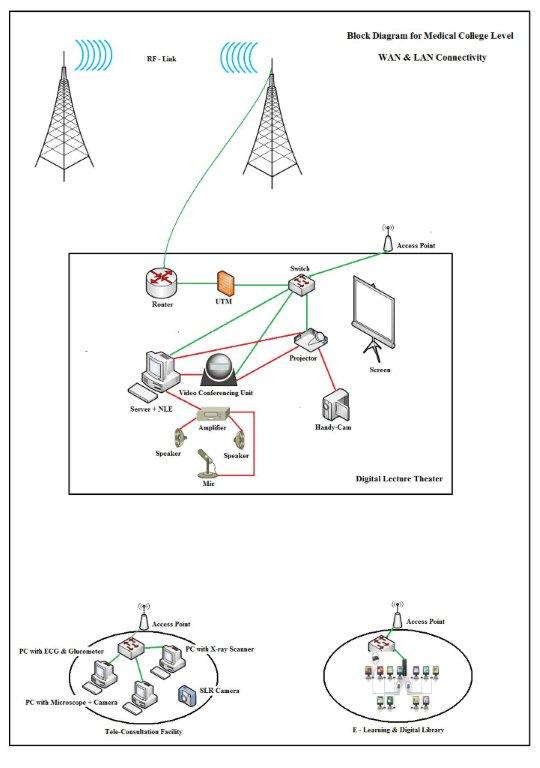 Block Diagram for Medical College Level
WAN & LAN Connectivity
RF - Link
Access Point
Switch
Router
UTM
Projector
Screen
Server + NLE
Video Conferencing Unit
Handy-Cam
Amplifier
Speaker
Speaker
Mic
Digital Lecture Theater
Access Point
PC with ECG & Glucometer
PC with X-ray Scanner
PC with Microscope + Camera
SLR Camera
Tele-Consultation Facility
Access Point
E - Learning & Digital Library